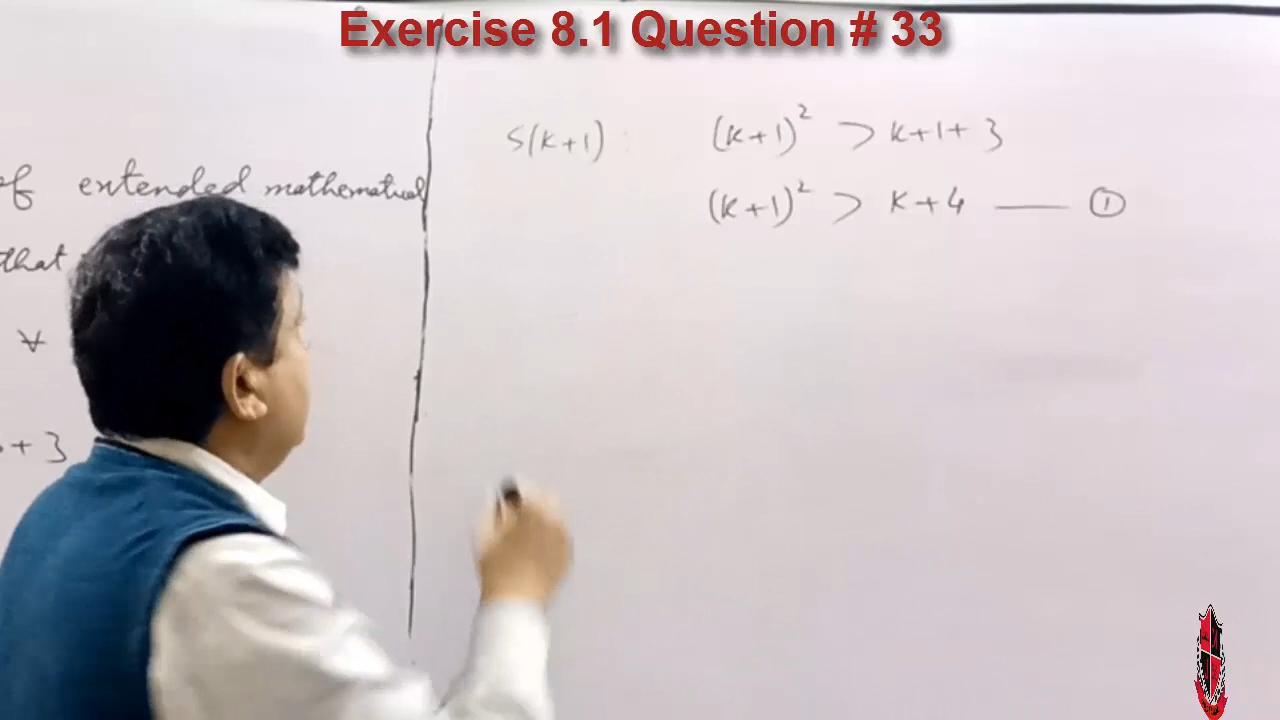 Exercise 8.1 Question # 33
of extended mathematical
that
∀
+ 3
S(K+1) : (K+1)² > K+1+3
(K+1)² > K+4 —— ①